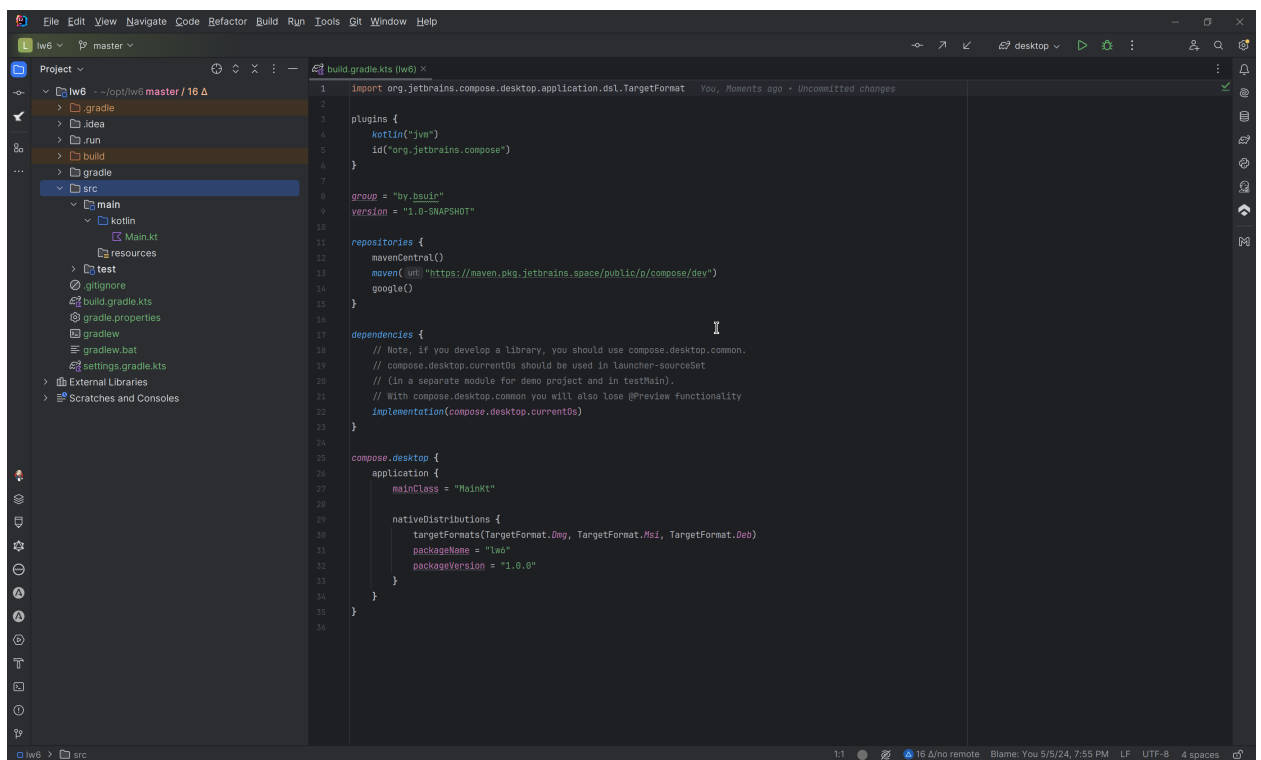 File Edit View Navigate Code Refactor Build Run Tools Git Window Help
L lw6 master desktop
Project
build.gradle.kts (lw6)
lw6 ~/opt/lw6 master / 16 Δ
.gradle
.idea
.run
build
gradle
src
main
kotlin
Main.kt
resources
test
.gitignore
build.gradle.kts
gradle.properties
gradlew
gradlew.bat
settings.gradle.kts
External Libraries
Scratches and Consoles
1 import org.jetbrains.compose.desktop.application.dsl.TargetFormat You, Moments ago • Uncommitted changes
2
3 plugins {
4 kotlin("jvm")
5 id("org.jetbrains.compose")
6 }
7
8 group = "by.bsuir"
9 version = "1.0-SNAPSHOT"
10
11 repositories {
12 mavenCentral()
13 maven( url: "https://maven.pkg.jetbrains.space/public/p/compose/dev")
14 google()
15 }
16
17 dependencies {
18 // Note, if you develop a library, you should use compose.desktop.common.
19 // compose.desktop.currentOs should be used in launcher-sourceSet
20 // (in a separate module for demo project and in testMain).
21 // With compose.desktop.common you will also lose @Preview functionality
22 implementation(compose.desktop.currentOs)
23 }
24
25 compose.desktop {
26 application {
27 mainClass = "MainKt"
28
29 nativeDistributions {
30 targetFormats(TargetFormat.Dmg, TargetFormat.Msi, TargetFormat.Deb)
31 packageName = "lw6"
32 packageVersion = "1.0.0"
33 }
34 }
35 }
36
lw6 > src 1:1 16 Δ/no remote Blame: You 5/5/24, 7:55 PM LF UTF-8 4 spaces